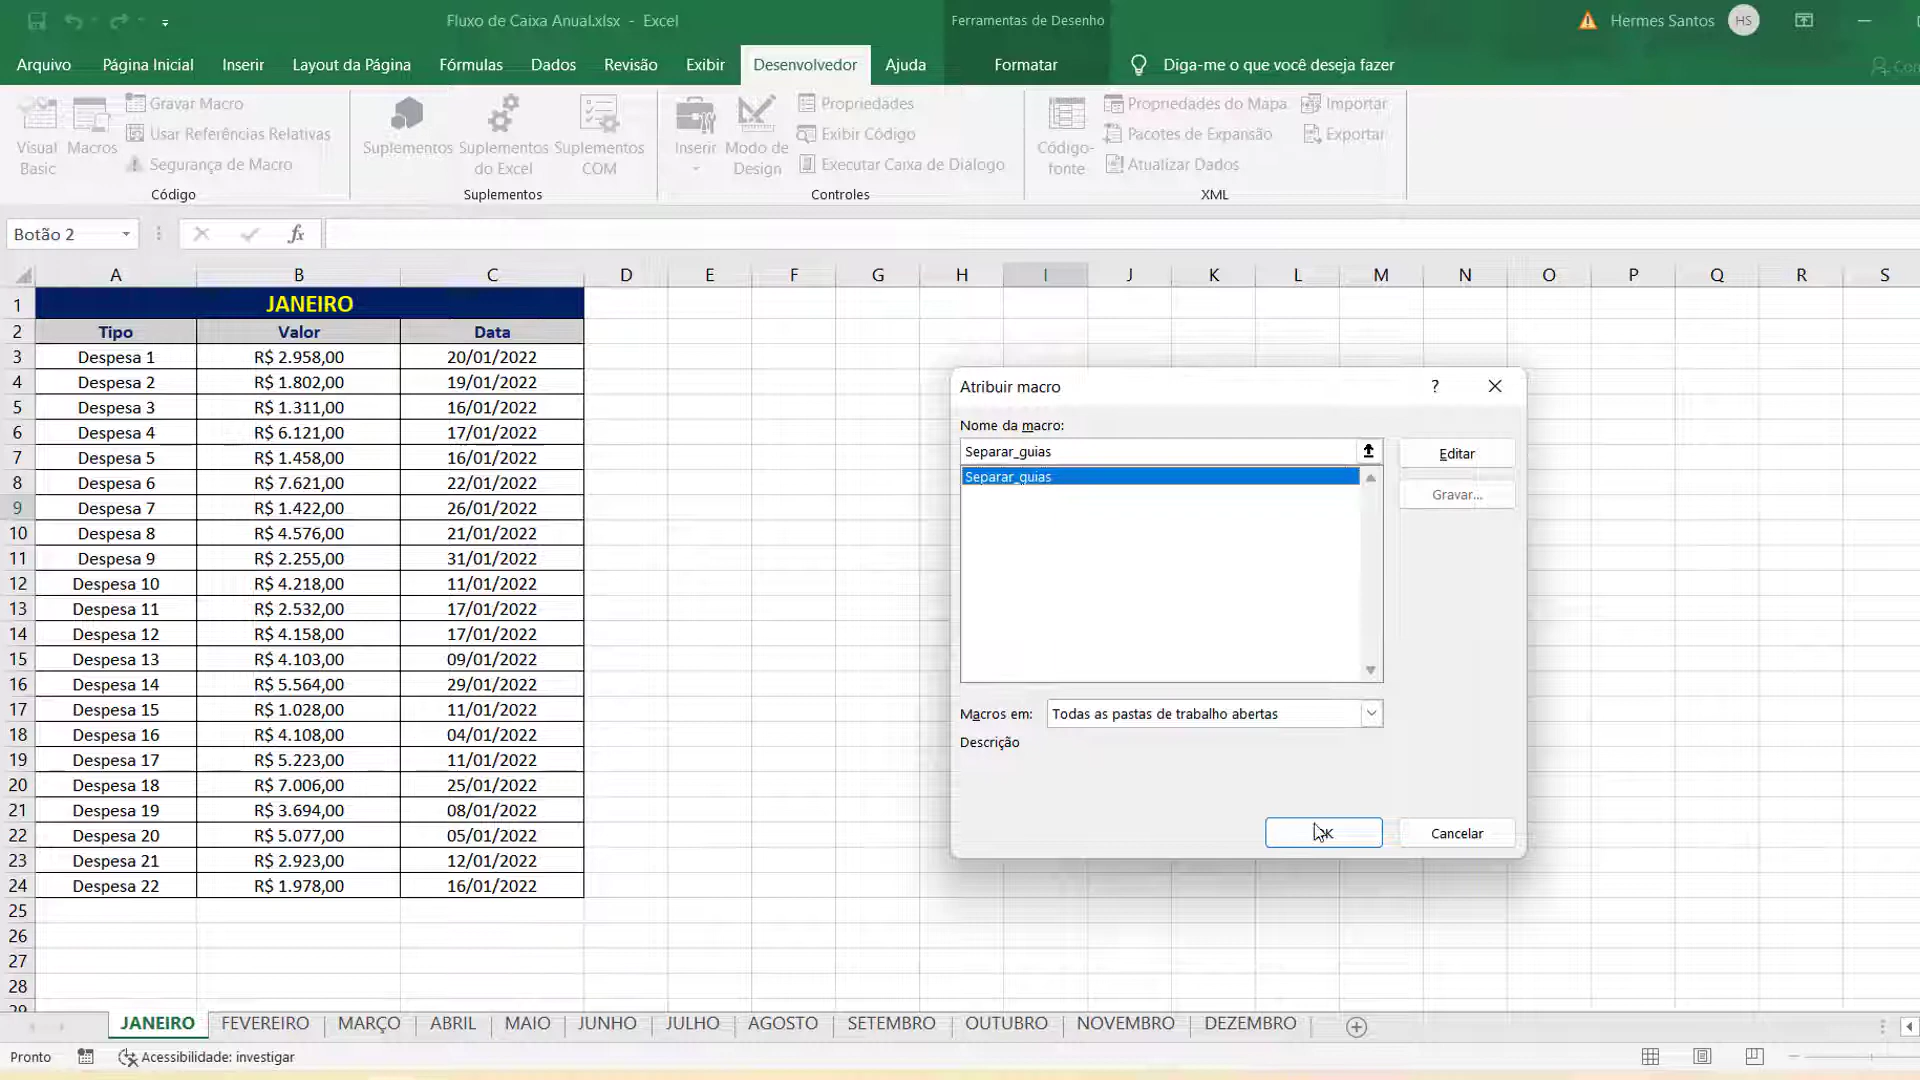 Fluxo de Caixa Anual.xlsx - Excel
Ferramentas de Desenho
Hermes Santos
HS
Arquivo Página Inicial Inserir Layout da Página Fórmulas Dados Revisão Exibir Desenvolvedor Ajuda Formatar Diga-me o que você deseja fazer
Visual Basic
Macros
Gravar Macro
Usar Referências Relativas
Segurança de Macro
Código
Suplementos
Suplementos do Excel
Suplementos COM
Suplementos
Inserir
Modo de Design
Propriedades
Exibir Código
Executar Caixa de Dialogo
Controles
Código-fonte
Propriedades do Mapa
Pacotes de Expansão
Atualizar Dados
Importar
Exportar
XML
Botão 2
fx
A B C D E F G H I J K L M N O P Q R S
1 JANEIRO
2 Tipo Valor Data
3 Despesa 1 R$ 2.958,00 20/01/2022
4 Despesa 2 R$ 1.802,00 19/01/2022
5 Despesa 3 R$ 1.311,00 16/01/2022
6 Despesa 4 R$ 6.121,00 17/01/2022
7 Despesa 5 R$ 1.458,00 16/01/2022
8 Despesa 6 R$ 7.621,00 22/01/2022
9 Despesa 7 R$ 1.422,00 26/01/2022
10 Despesa 8 R$ 4.576,00 21/01/2022
11 Despesa 9 R$ 2.255,00 31/01/2022
12 Despesa 10 R$ 4.218,00 11/01/2022
13 Despesa 11 R$ 2.532,00 17/01/2022
14 Despesa 12 R$ 4.158,00 17/01/2022
15 Despesa 13 R$ 4.103,00 09/01/2022
16 Despesa 14 R$ 5.564,00 29/01/2022
17 Despesa 15 R$ 1.028,00 11/01/2022
18 Despesa 16 R$ 4.108,00 04/01/2022
19 Despesa 17 R$ 5.223,00 11/01/2022
20 Despesa 18 R$ 7.006,00 25/01/2022
21 Despesa 19 R$ 3.694,00 08/01/2022
22 Despesa 20 R$ 5.077,00 05/01/2022
23 Despesa 21 R$ 2.923,00 12/01/2022
24 Despesa 22 R$ 1.978,00 16/01/2022
25
26
27
28
29
Atribuir macro ?
Nome da macro:
Separar_guias
Separar_guias
Editar
Gravar...
Macros em: Todas as pastas de trabalho abertas
Descrição
Cancelar
JANEIRO FEVEREIRO MARÇO ABRIL MAIO JUNHO JULHO AGOSTO SETEMBRO OUTUBRO NOVEMBRO DEZEMBRO
Pronto Acessibilidade: investigar